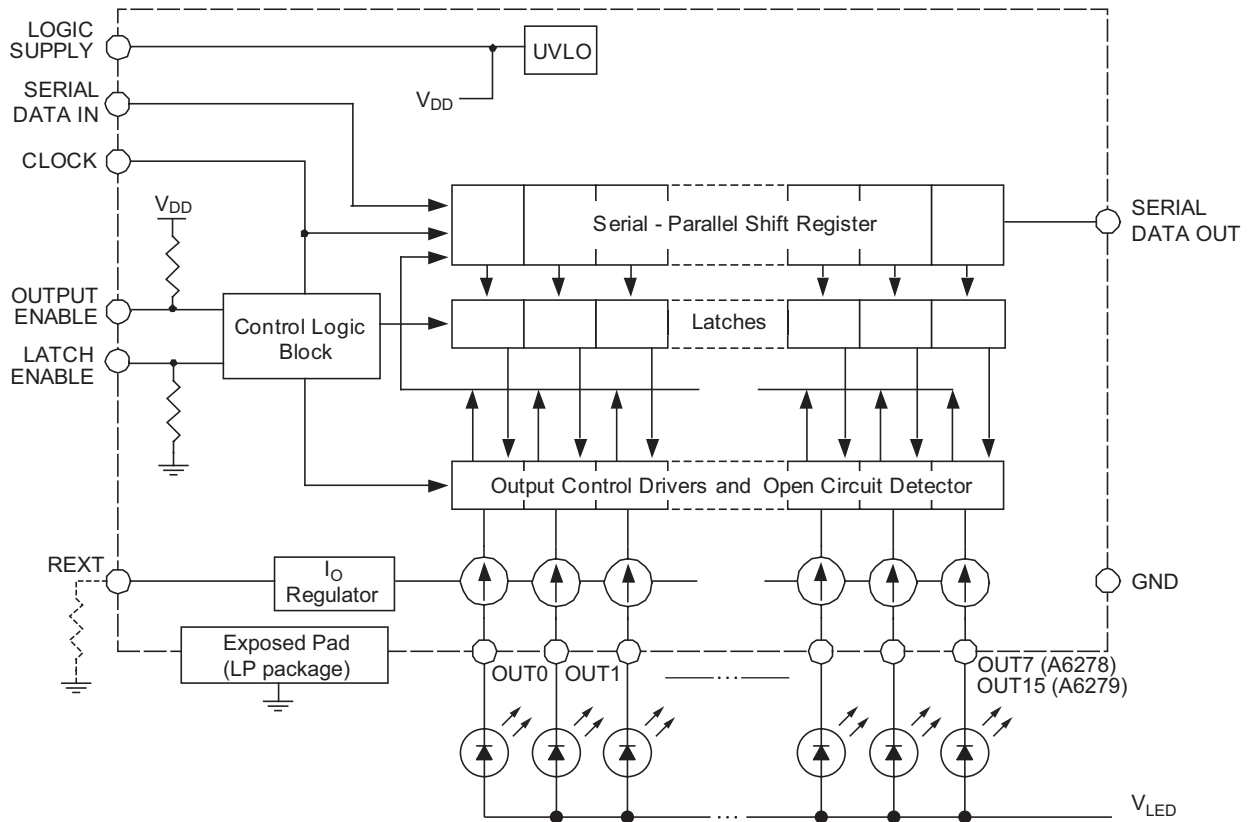 LOGIC
SUPPLY
UVLO
VDD
SERIAL
DATA IN
CLOCK
VDD
Serial - Parallel Shift Register
SERIAL
DATA OUT
OUTPUT
ENABLE
Control Logic
Block
Latches
LATCH
ENABLE
Output Control Drivers and Open Circuit Detector
REXT
IO
Regulator
GND
Exposed Pad
(LP package)
OUT0
OUT1
...
OUT7 (A6278)
OUT15 (A6279)
...
VLED